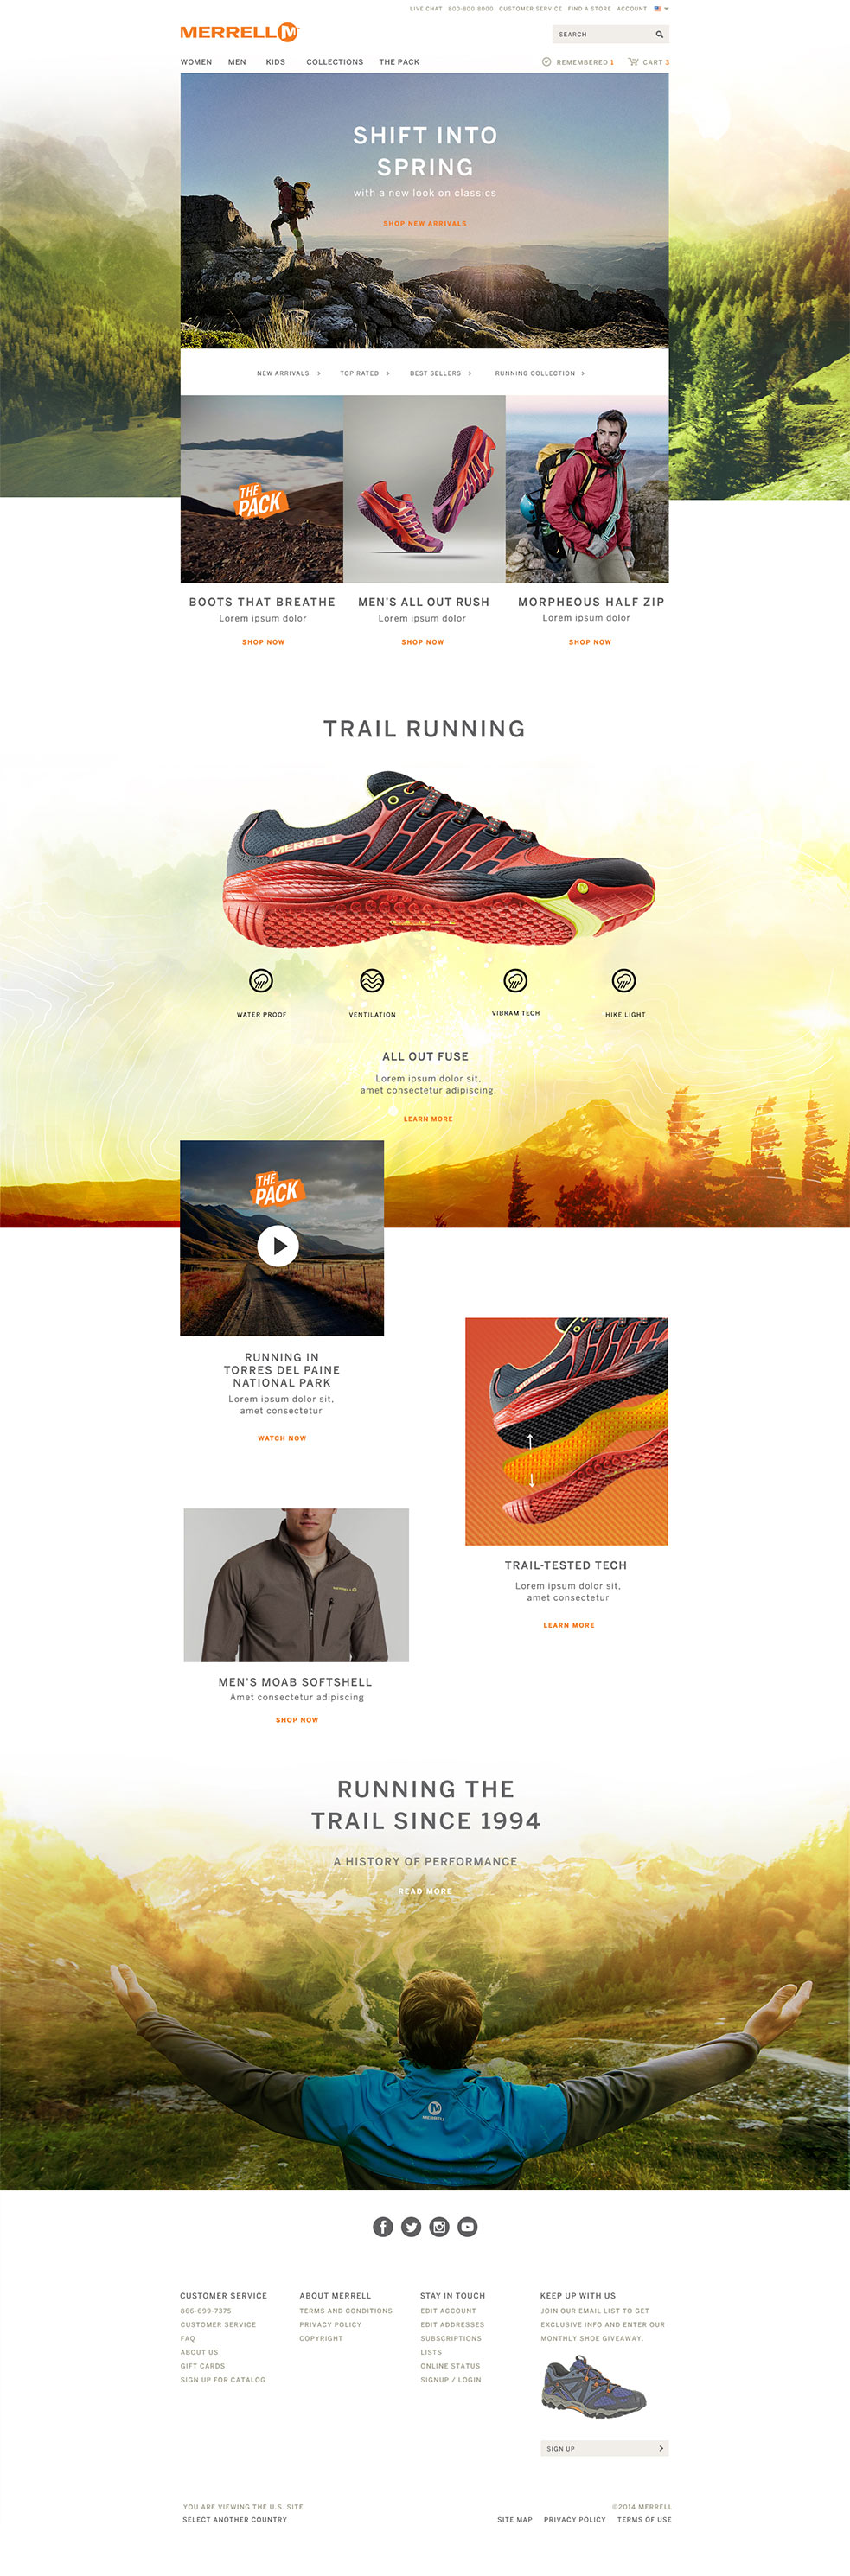 LIVE CHAT 800-800-8000 CUSTOMER SERVICE FIND A STORE ACCOUNT
MERRELL M
SEARCH
WOMEN MEN KIDS COLLECTIONS THE PACK
REMEMBERED 1 CART 3
SHIFT INTO
SPRING
with a new look on classics
SHOP NEW ARRIVALS
NEW ARRIVALS > TOP RATED > BEST SELLERS > RUNNING COLLECTION >
THE
PACK
BOOTS THAT BREATHE
Lorem ipsum dolor
SHOP NOW
MEN'S ALL OUT RUSH
Lorem ipsum dolor
SHOP NOW
MORPHEOUS HALF ZIP
Lorem ipsum dolor
SHOP NOW
TRAIL RUNNING
MERRELL
WATER PROOF
VENTILATION
VIBRAM TECH
HIKE LIGHT
ALL OUT FUSE
Lorem ipsum dolor sit,
amet consectetur adipiscing.
LEARN MORE
THE
PACK
RUNNING IN
TORRES DEL PAINE
NATIONAL PARK
Lorem ipsum dolor sit,
amet consectetur
WATCH NOW
TRAIL-TESTED TECH
Lorem ipsum dolor sit,
amet consectetur
LEARN MORE
MERRELL
MEN'S MOAB SOFTSHELL
Amet consectetur adipiscing
SHOP NOW
RUNNING THE
TRAIL SINCE 1994
A HISTORY OF PERFORMANCE
READ MORE
MERRELL
CUSTOMER SERVICE
866-699-7375
CUSTOMER SERVICE
FAQ
ABOUT US
GIFT CARDS
SIGN UP FOR CATALOG
ABOUT MERRELL
TERMS AND CONDITIONS
PRIVACY POLICY
COPYRIGHT
STAY IN TOUCH
EDIT ACCOUNT
EDIT ADDRESSES
SUBSCRIPTIONS
LISTS
ONLINE STATUS
SIGNUP / LOGIN
KEEP UP WITH US
JOIN OUR EMAIL LIST TO GET
EXCLUSIVE INFO AND ENTER OUR
MONTHLY SHOE GIVEAWAY.
SIGN UP >
YOU ARE VIEWING THE U.S. SITE
SELECT ANOTHER COUNTRY
©2014 MERRELL
SITE MAP PRIVACY POLICY TERMS OF USE